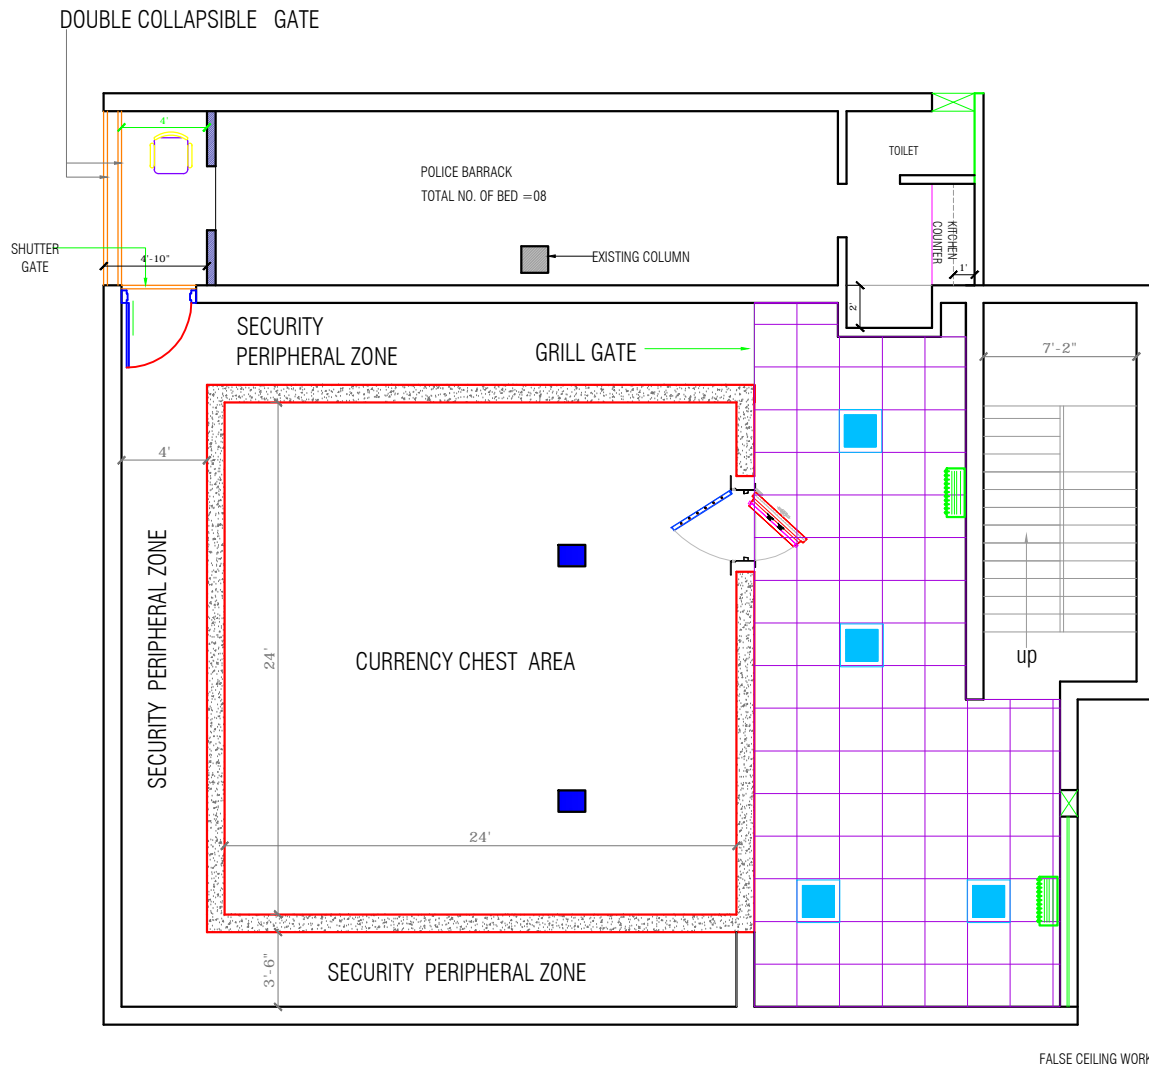 DOUBLE COLLAPSIBLE GATE
4'
TOILET
POLICE BARRACK
TOTAL NO. OF BED =08
KITCHEN
COUNTER
SHUTTER
GATE
4'-10"
EXISTING COLUMN
1'
2'
SECURITY
PERIPHERAL ZONE
GRILL GATE
7'-2"
4'
SECURITY PERIPHERAL ZONE
24'
CURRENCY CHEST AREA
up
24'
3'-6"
SECURITY PERIPHERAL ZONE
FALSE CEILING WORK